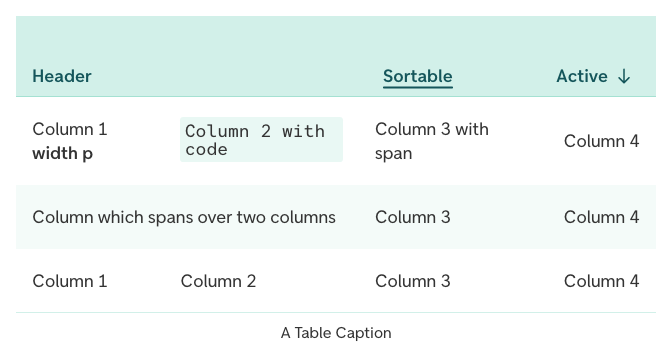 Header Sortable Active ↓
Column 1 Column 2 with Column 3 with Column 4
width p code span
Column which spans over two columns Column 3 Column 4
Column 1 Column 2 Column 3 Column 4
A Table Caption